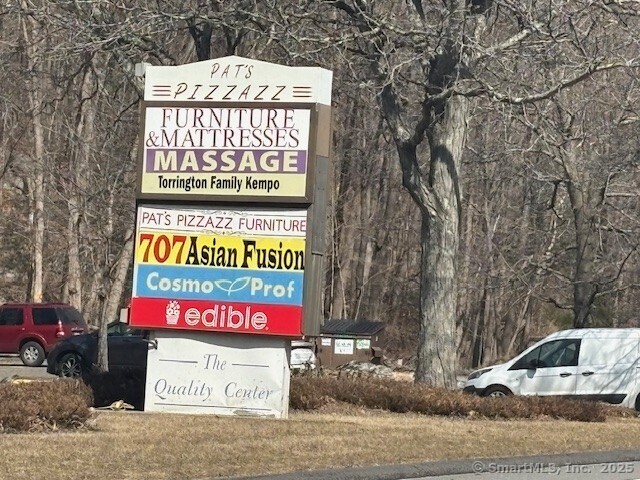 PAT'S
PIZZAZZ
FURNITURE
& MATTRESSES
MASSAGE
Torrington Family Kempo
PAT'S PIZZAZZ FURNITURE
707 Asian Fusion
Cosmo Prof
edible
The
Quality Center
© SmartMLS, Inc. 2025